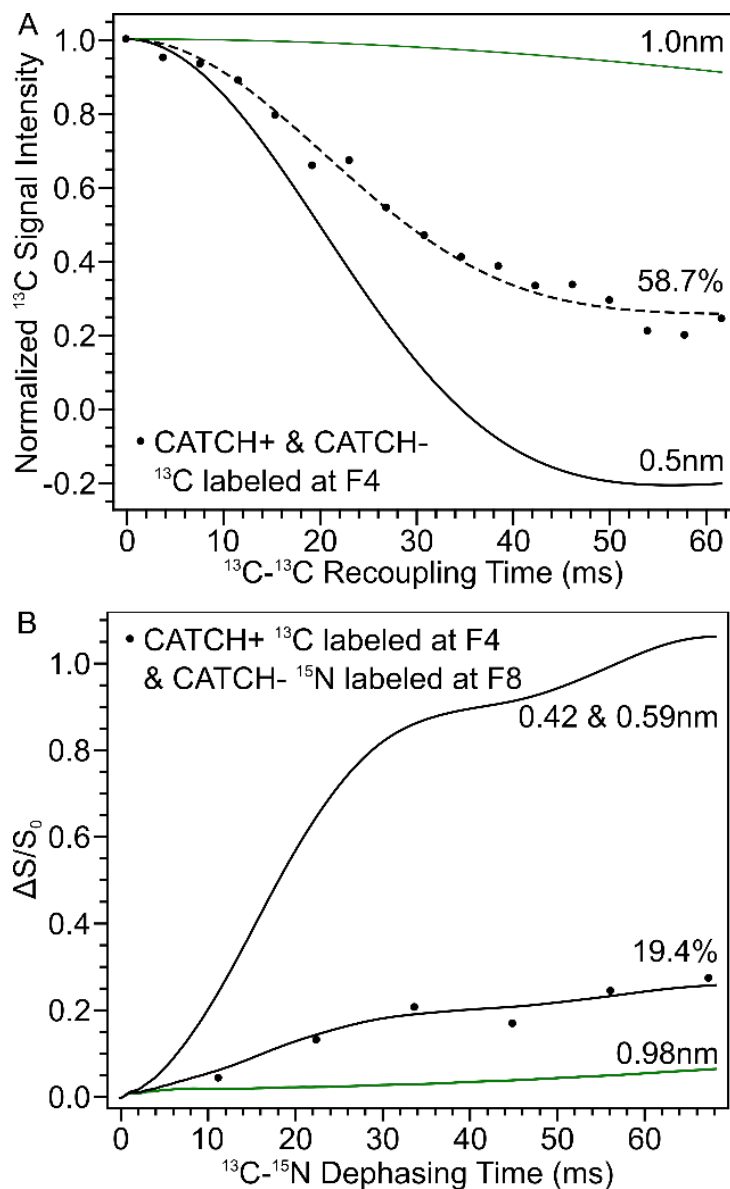 A
1.0nm
1.0
0.8
0.6
0.4
0.2
0.0
-0.2
Normalized ¹³C Signal Intensity
58.7%
0.5nm
• CATCH+ & CATCH-
¹³C labeled at F4
0 10 20 30 40 50 60
¹³C-¹³C Recoupling Time (ms)
B
• CATCH+ ¹³C labeled at F4
& CATCH- ¹⁵N labeled at F8
1.0
0.8
0.6
0.4
0.2
0.0
ΔS/S₀
0.42 & 0.59nm
19.4%
0.98nm
0 10 20 30 40 50 60
¹³C-¹⁵N Dephasing Time (ms)